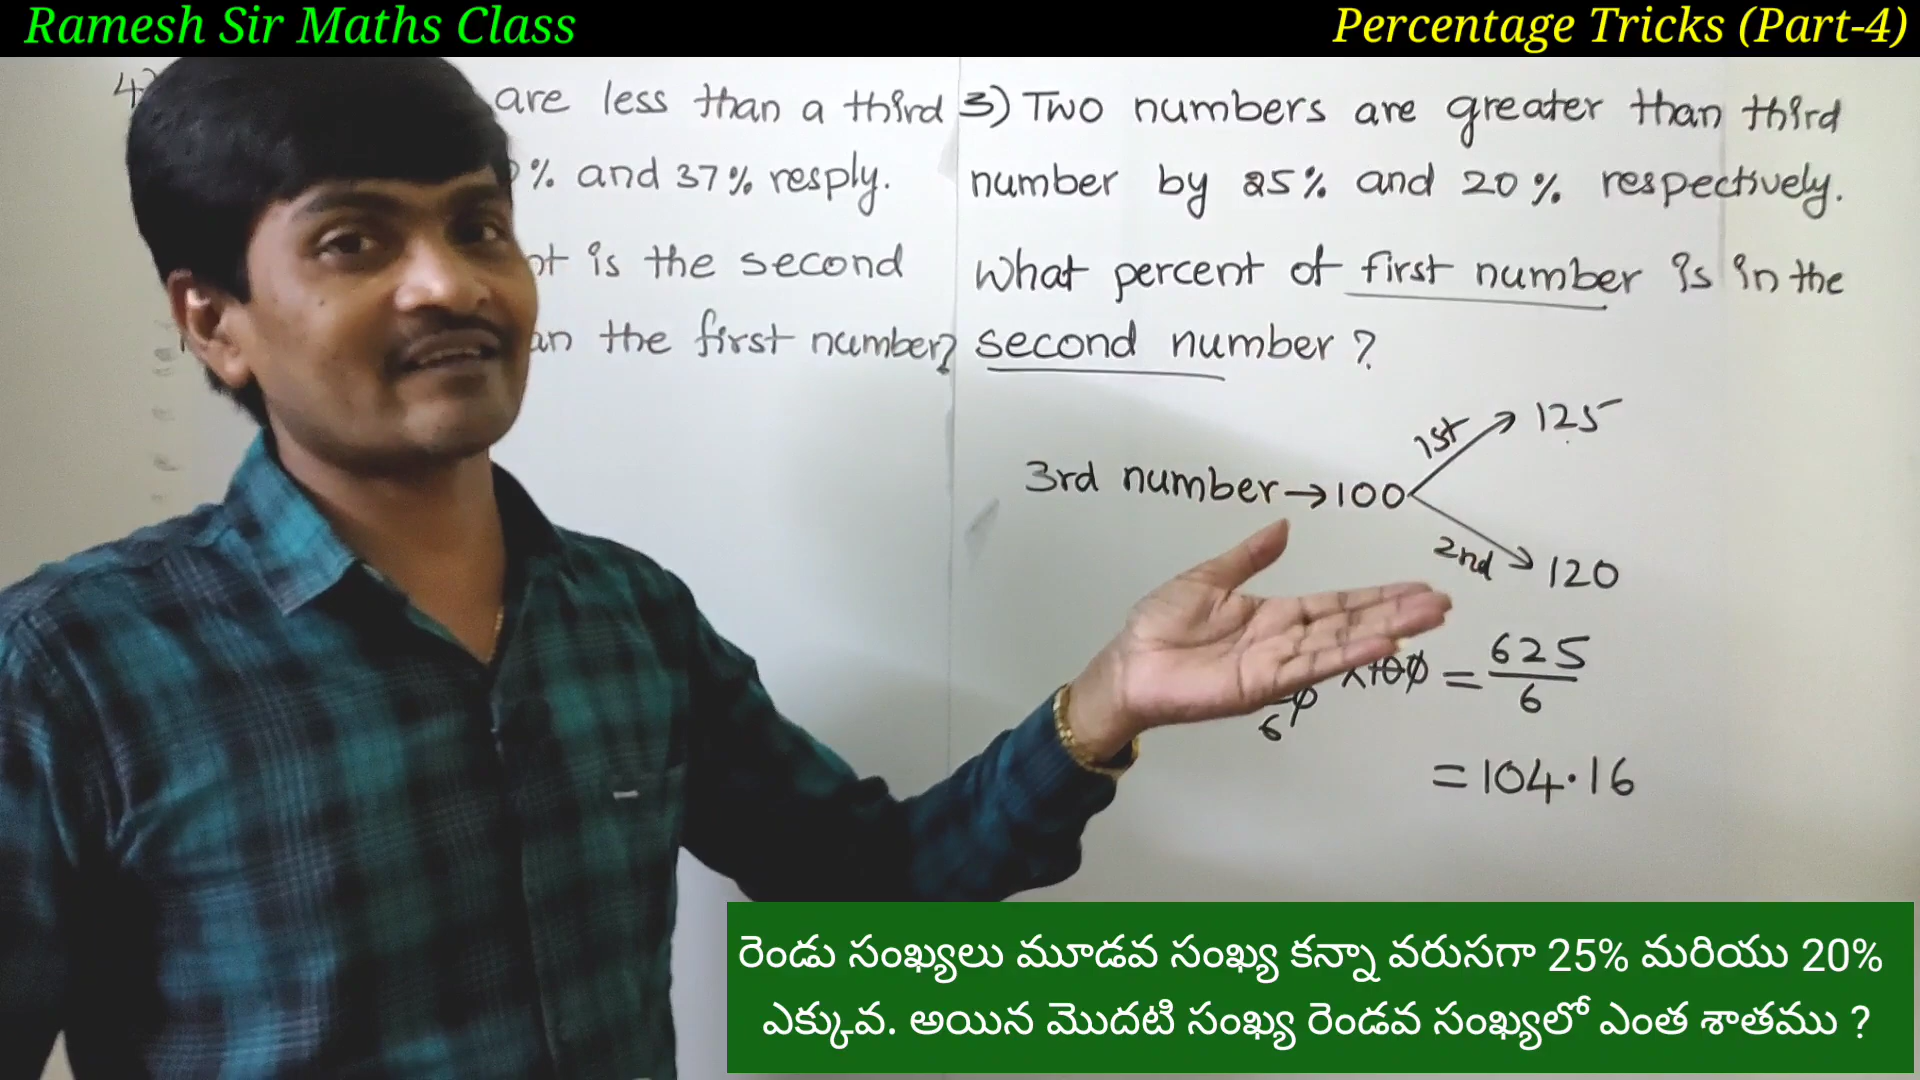 Ramesh Sir Maths Class
Percentage Tricks (Part-4)
4)
are less than a third
% and 37% resply.
is the second
the first number?
3) Two numbers are greater than third
number by 25% and 20% respectively.
What percent of first number is in the
second number?
3rd number → 100
1st 125
2nd 120
6
×100 = 625/6
= 104.16
రెండు సంఖ్యలు మూడవ సంఖ్య కన్నా వరుసగా 25% మరియు 20%
ఎక్కువ. అయిన మొదటి సంఖ్య రెండవ సంఖ్యలో ఎంత శాతము ?